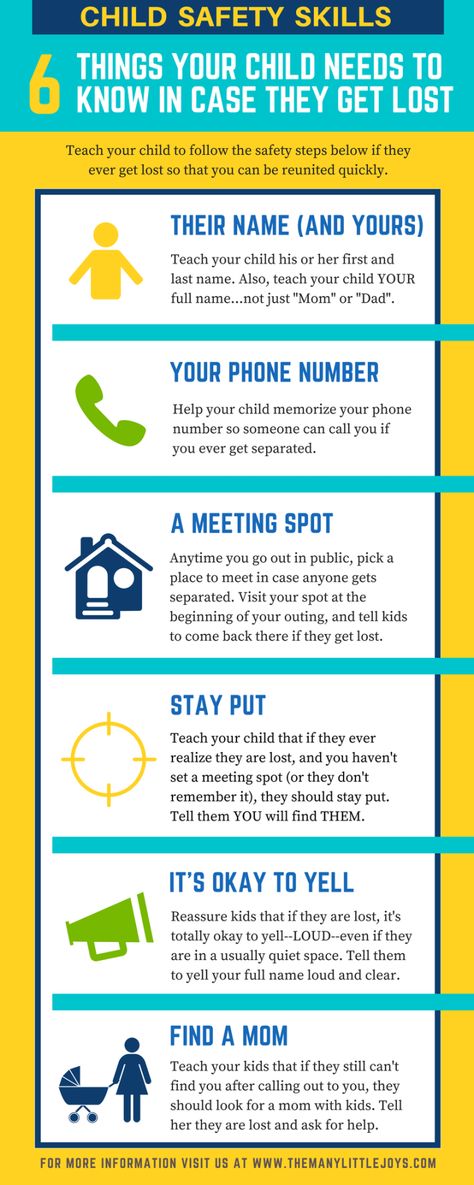 CHILD SAFETY SKILLS
6 THINGS YOUR CHILD NEEDS TO
KNOW IN CASE THEY GET LOST
Teach your child to follow the safety steps below if they
ever get lost so that you can be reunited quickly.
THEIR NAME (AND YOURS)
Teach your child his or her first and
last name. Also, teach your child YOUR
full name...not just "Mom" or "Dad".
YOUR PHONE NUMBER
Help your child memorize your phone
number so someone can call you if
you ever get separated.
A MEETING SPOT
Anytime you go out in public, pick a
place to meet in case anyone gets
separated. Visit your spot at the
beginning of your outing, and tell kids
to come back there if they get lost.
STAY PUT
Teach your child that if they ever
realize they are lost, and you haven't
set a meeting spot (or they don't
remember it), they should stay put.
Tell them YOU will find THEM.
IT'S OKAY TO YELL
Reassure kids that if they are lost, it's
totally okay to yell--LOUD--even if they
are in a usually quiet space. Tell them
to yell your full name loud and clear.
FIND A MOM
Teach your kids that if they still can't
find you after calling out to you, they
should look for a mom with kids. Tell
her they are lost and ask for help.
FOR MORE INFORMATION VISIT US AT WWW.THEMANYLITTLEJOYS.COM